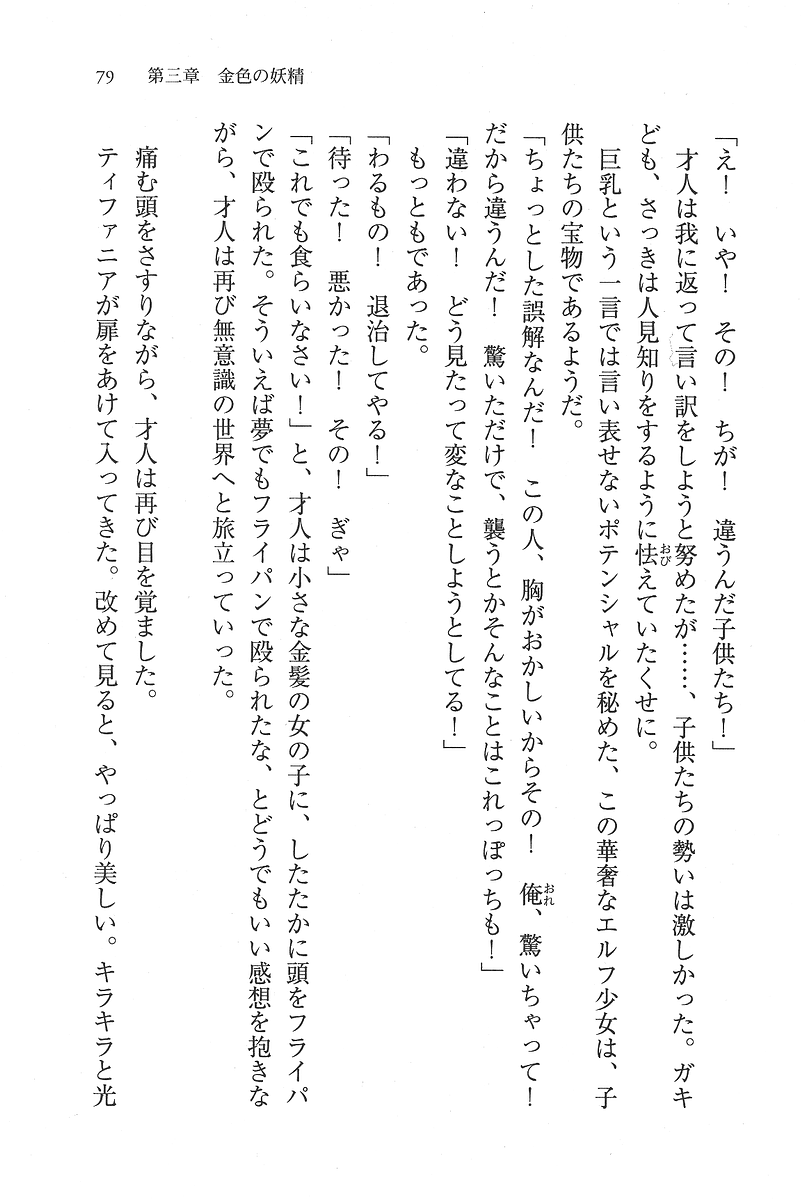 79　第三章　金色の妖精
「え！　いや！　その！　ちが！　違うんだ子供たち！」
　才人は我に返って言い訳をしようと努めたが……、子供たちの勢いは激しかった。ガキ
ども、さっきは人見知りをするように怯えていたくせに。
　巨乳という一言では言い表せないポテンシャルを秘めた、この華奢なエルフ少女は、子
供たちの宝物であるようだ。
「ちょっとした誤解なんだ！　この人、胸がおかしいからその！　俺、驚いちゃって！
だから違うんだ！　驚いただけで、襲うとかそんなことはこれっぽっちも！」
「違わない！　どう見たって変なことしようとしてる！」
　もっともであった。
「わるもの！　退治してやる！」
「待った！　悪かった！　その！　ぎゃ」
「これでも食らいなさい！」と、才人は小さな金髪の女の子に、したたかに頭をフライパ
ンで殴られた。そういえば夢でもフライパンで殴られたな、とどうでもいい感想を抱きな
がら、才人は再び無意識の世界へと旅立っていった。
　痛む頭をさすりながら、才人は再び目を覚ました。
　ティファニアが扉をあけて入ってきた。改めて見ると、やっぱり美しい。キラキラと光